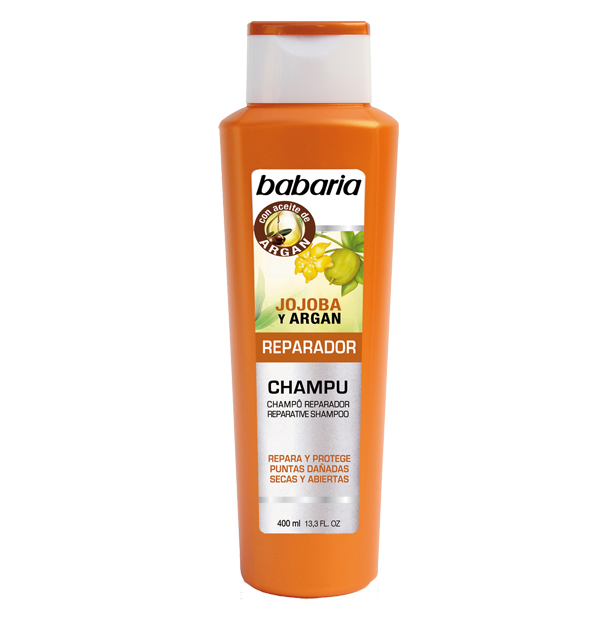 babaria
con aceite de
ARGAN
JOJOBA
Y ARGAN
REPARADOR
CHAMPU
CHAMPÓ REPARADOR
REPARATIVE SHAMPOO
REPARA Y PROTEGE
PUNTAS DAÑADAS
SECAS Y ABIERTAS
400 ml 13,3 FL. OZ